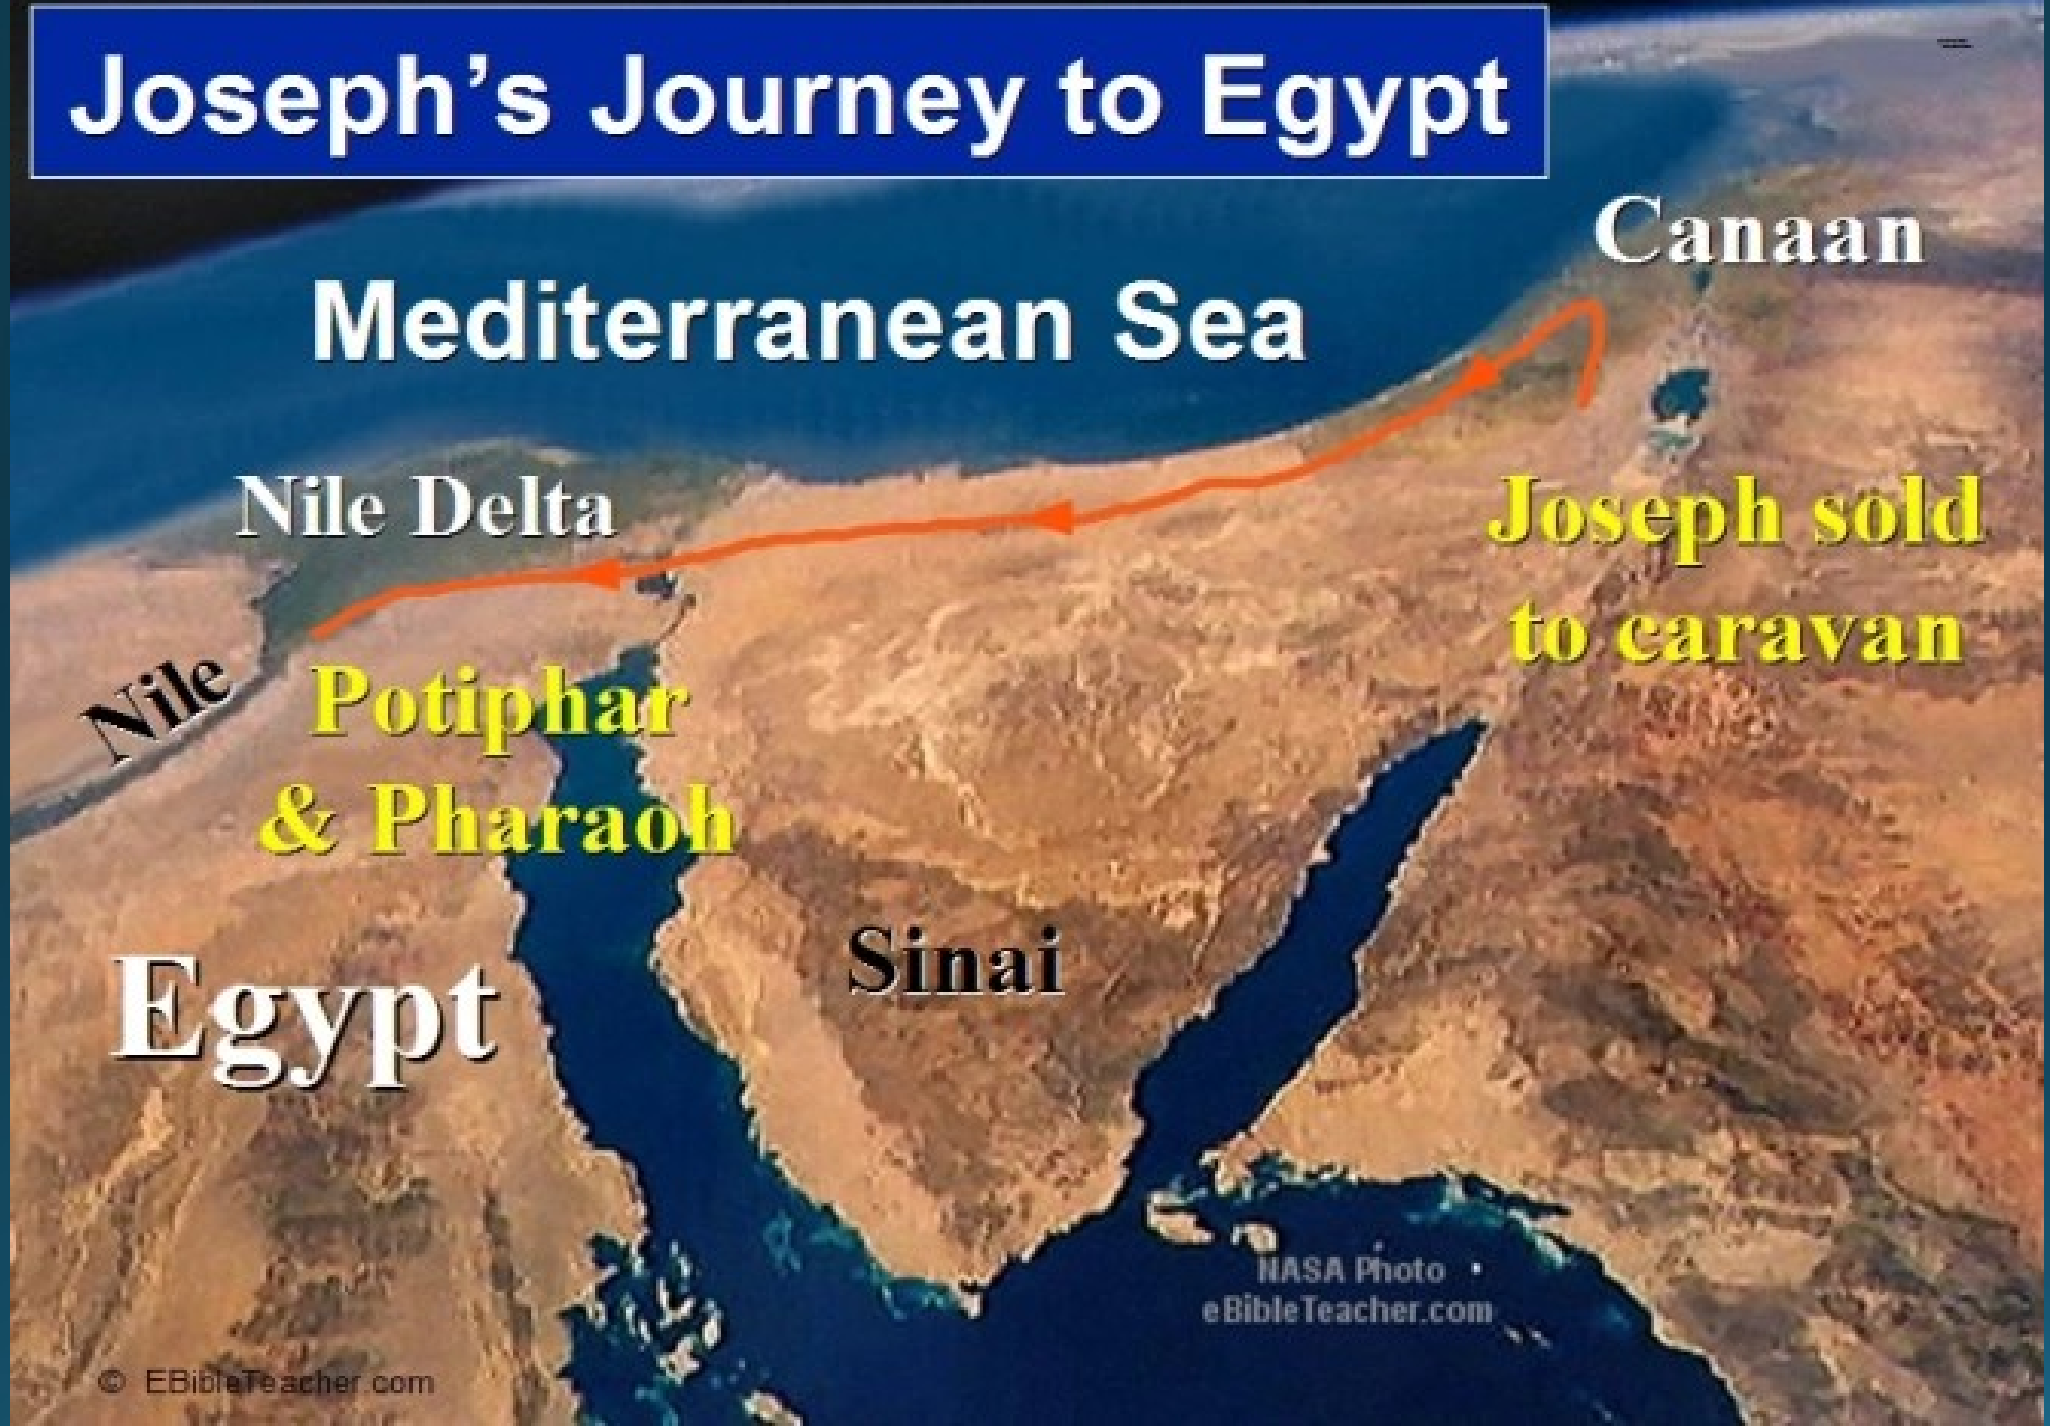 Joseph's Journey to Egypt
Canaan
Mediterranean Sea
Nile Delta
Joseph sold
to caravan
Nile
Potiphar
& Pharaoh
Sinai
Egypt
NASA Photo
eBibleTeacher.com
© EBibleTeacher.com